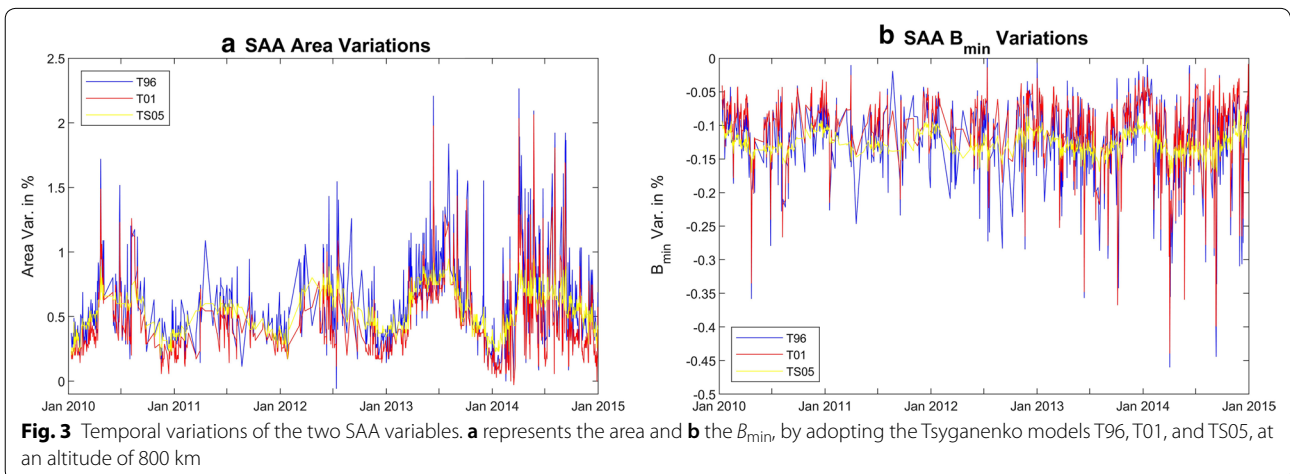 a SAA Area Variations
2.5
2
1.5
1
0.5
0
Area Var. in %
T96
T01
TS05
Jan 2010
Jan 2011
Jan 2012
Jan 2013
Jan 2014
Jan 2015
b SAA Bmin Variations
0
-0.05
-0.1
-0.15
-0.2
-0.25
-0.3
-0.35
-0.4
-0.45
-0.5
Bmin Var. in %
T96
T01
TS05
Jan 2010
Jan 2011
Jan 2012
Jan 2013
Jan 2014
Jan 2015
Fig. 3 Temporal variations of the two SAA variables. a represents the area and b the Bmin, by adopting the Tsyganenko models T96, T01, and TS05, at
an altitude of 800 km